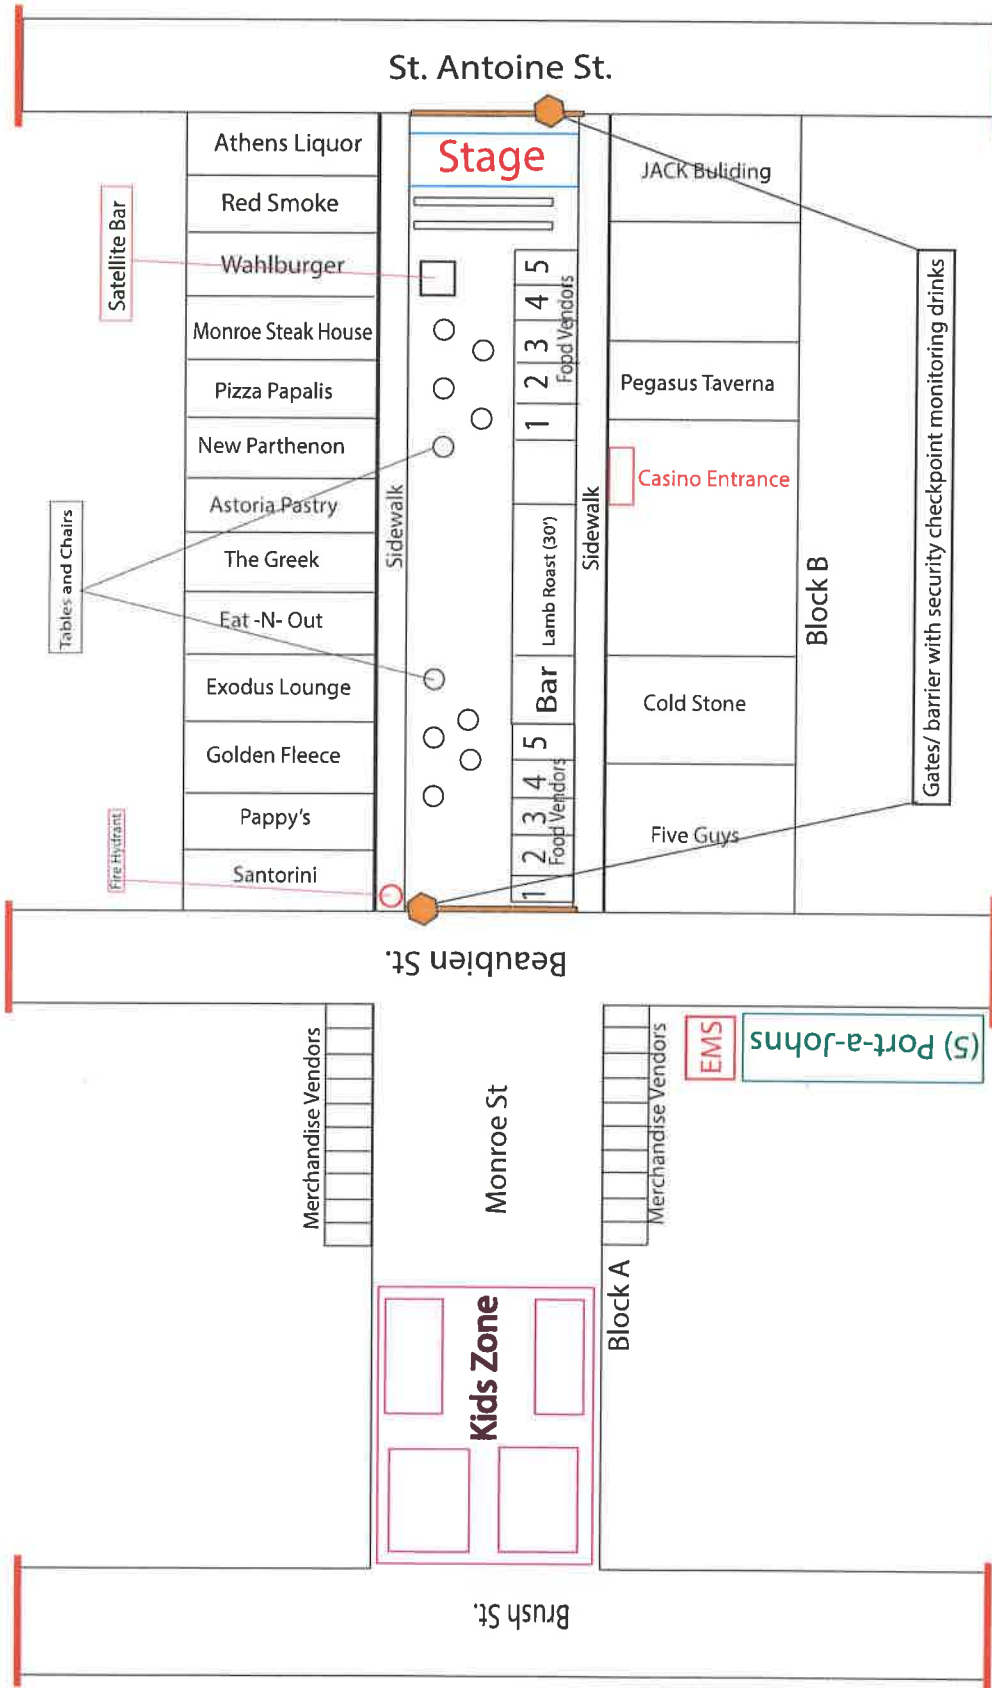 St. Antoine St.
Athens Liquor
Red Smoke
Wahlburger
Monroe Steak House
Pizza Papalis
New Parthenon
Astoria Pastry
The Greek
Eat -N- Out
Exodus Lounge
Golden Fleece
Pappy's
Santorini
Satellite Bar
Tables and Chairs
Fire Hydrant
Sidewalk
Stage
5
4
3
2
1
Food Vendors
Lamb Roast (30')
Bar
5
4
3
2
1
Food Vendors
Sidewalk
JACK Buliding
Pegasus Taverna
Casino Entrance
Cold Stone
Five Guys
Block B
Gates/ barrier with security checkpoint monitoring drinks
Beaubien St.
Merchandise Vendors
Monroe St
Merchandise Vendors
EMS
(5) Port-a-Johns
Kids Zone
Block A
Brush St.